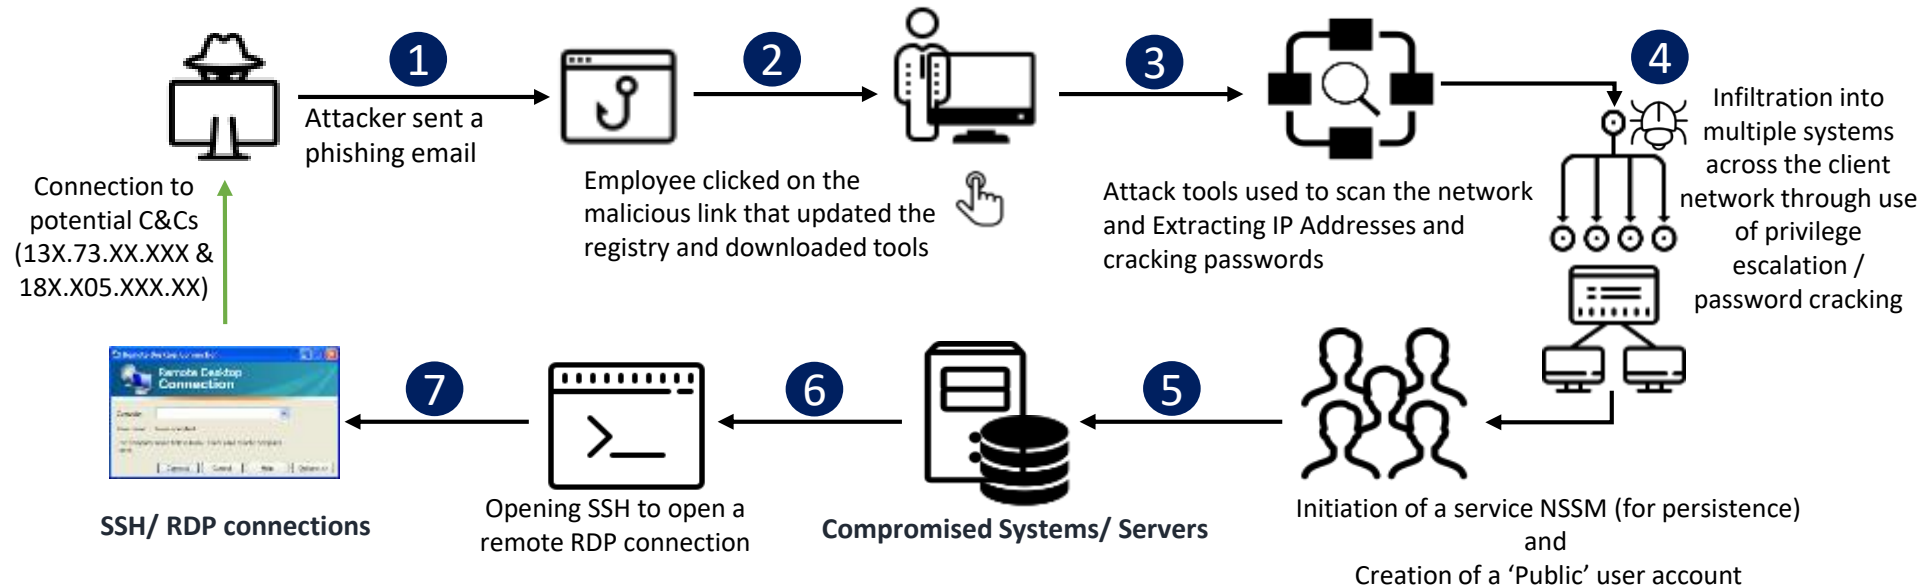 1
Attacker sent a
phishing email
2
Employee clicked on the
malicious link that updated the
registry and downloaded tools
3
Attack tools used to scan the network
and Extracting IP Addresses and
cracking passwords
4
Infiltration into
multiple systems
across the client
network through use
of privilege
escalation /
password cracking
5
Initiation of a service NSSM (for persistence)
and
Creation of a ‘Public’ user account
Compromised Systems/ Servers
6
Opening SSH to open a
remote RDP connection
7
Remote Desktop Connection
Remote Desktop
Connection
SSH/ RDP connections
Connection to
potential C&Cs
(13X.73.XX.XXX &
18X.X05.XXX.XX)